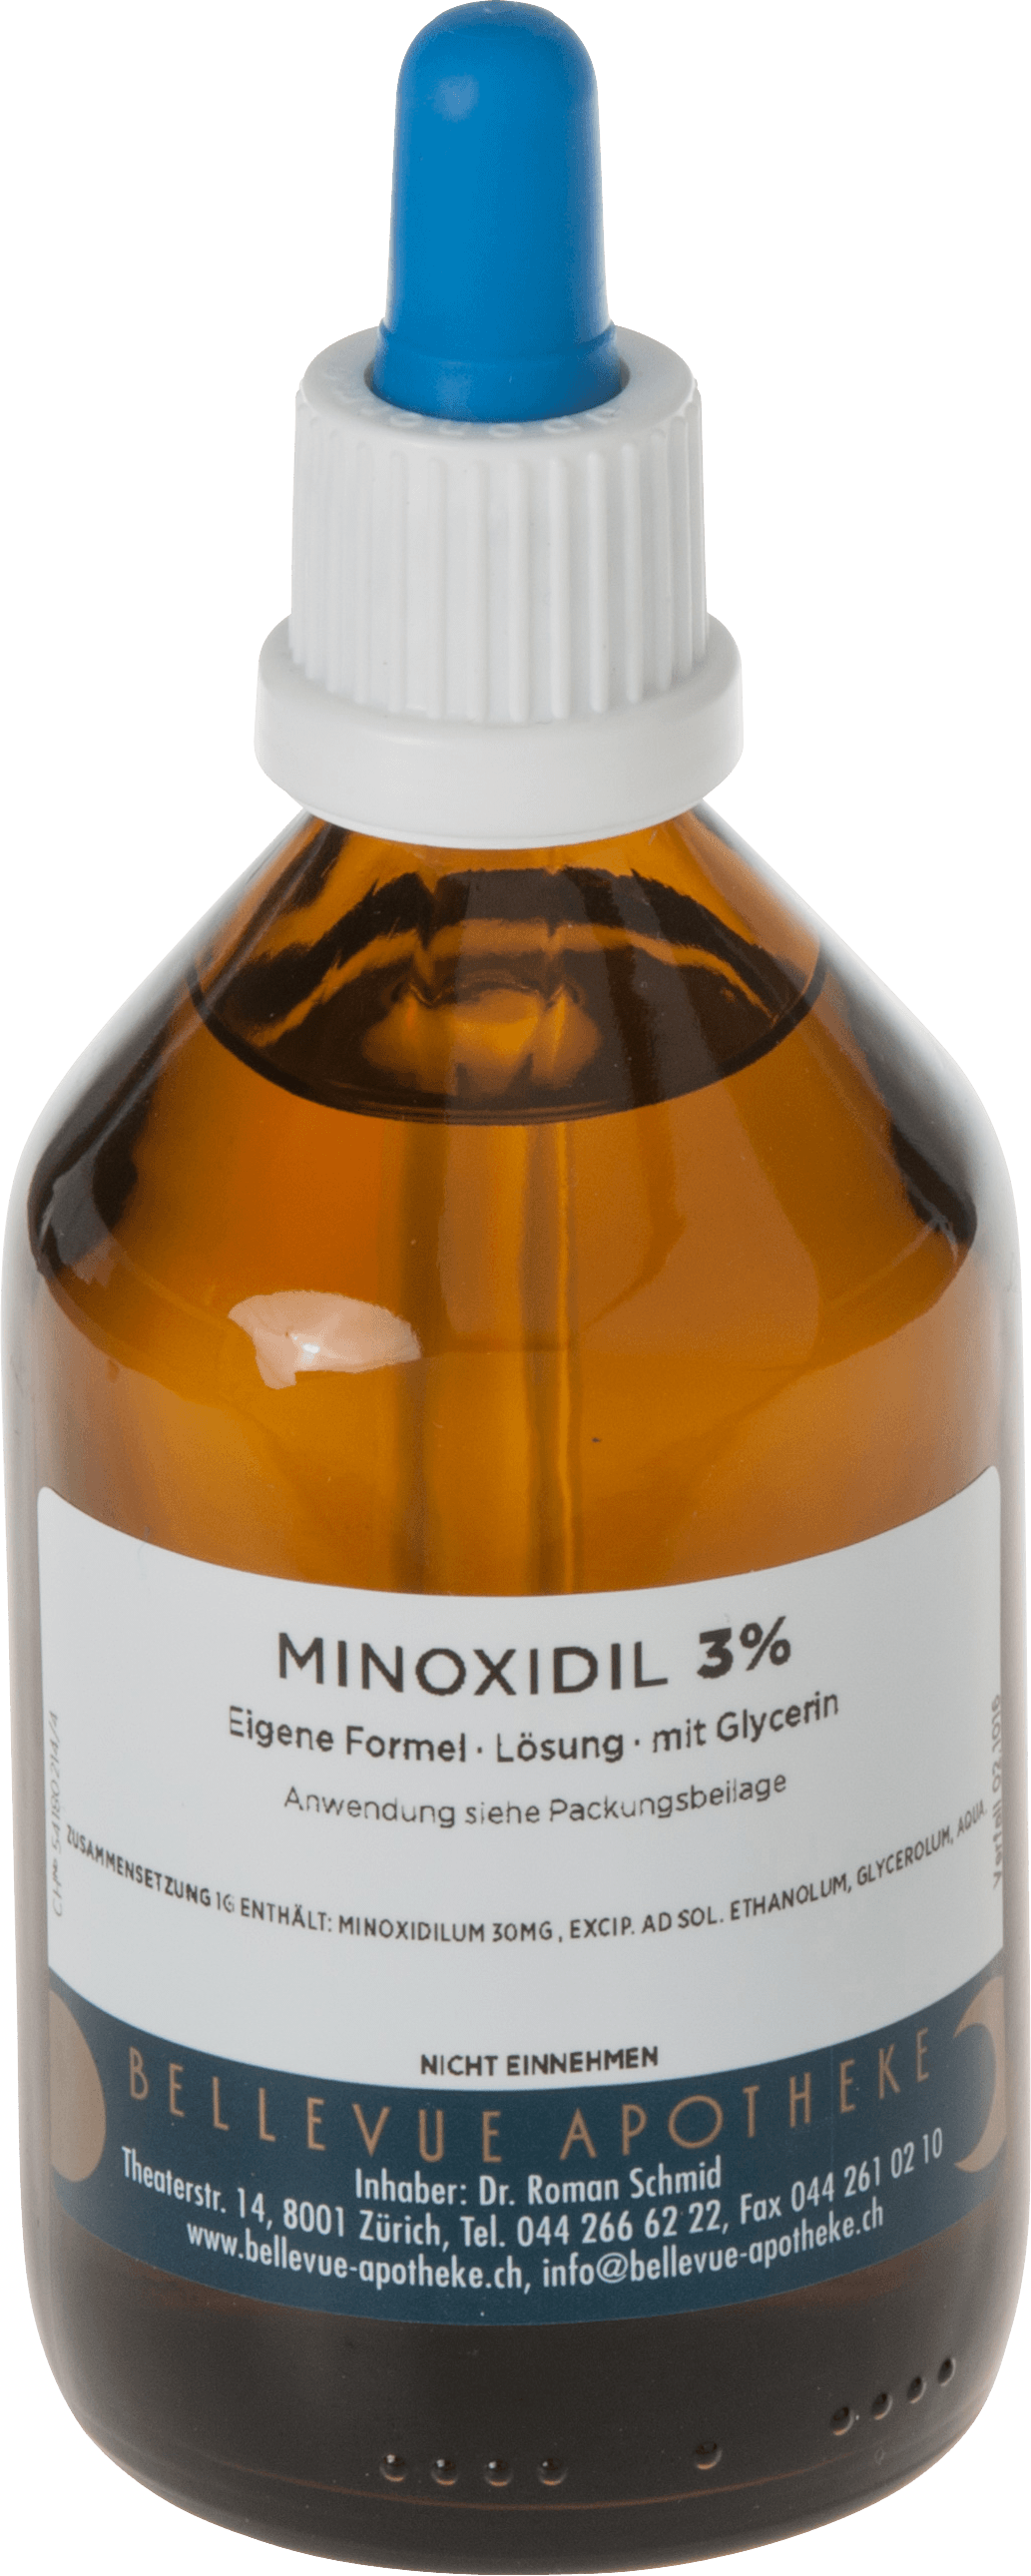 MINOXIDIL 3%
Eigene Formel · Lösung · mit Glycerin
Anwendung siehe Packungsbeilage
ZUSAMMENSETZUNG 1G ENTHÄLT: MINOXIDILUM 30MG, EXCIP. AD SOL. ETHANOLUM, GLYCEROLUM, AQUA.
NICHT EINNEHMEN
BELLEVUE APOTHEKE
Inhaber: Dr. Roman Schmid
Theaterstr. 14, 8001 Zürich, Tel. 044 266 62 22, Fax 044 261 02 10
www.bellevue-apotheke.ch, info@bellevue-apotheke.ch
Verfall